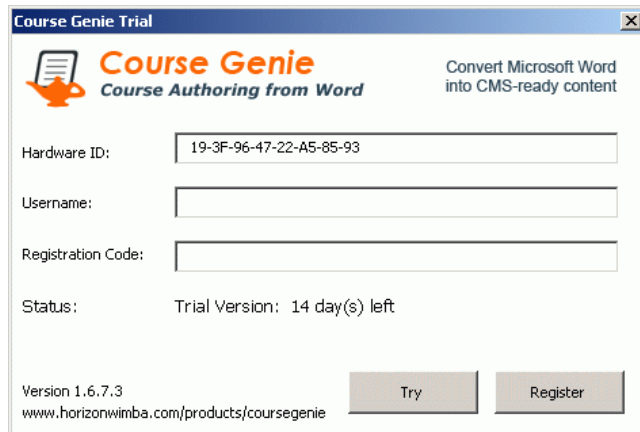 Course Genie Trial
Course Genie
Course Authoring from Word
Convert Microsoft Word
into CMS-ready content
Hardware ID: 19-3F-96-47-22-A5-85-93
Username:
Registration Code:
Status: Trial Version: 14 day(s) left
Version 1.6.7.3
www.horizonwimba.com/products/coursegenie
Try Register